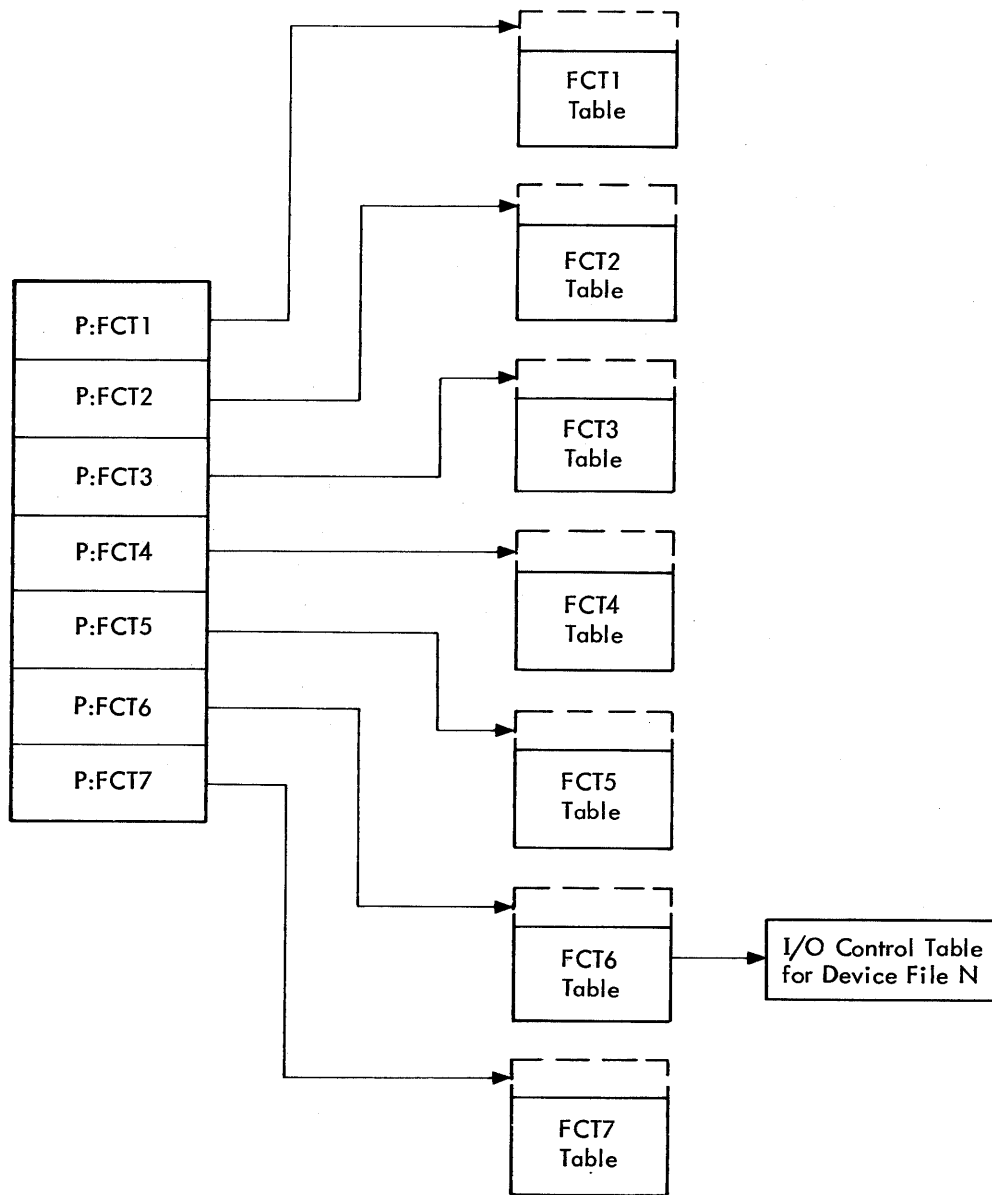 FCT1
Table
FCT2
Table
P:FCT1
P:FCT2
P:FCT3
P:FCT4
P:FCT5
P:FCT6
P:FCT7
FCT3
Table
FCT4
Table
FCT5
Table
FCT6
Table
I/O Control Table
for Device File N
FCT7
Table